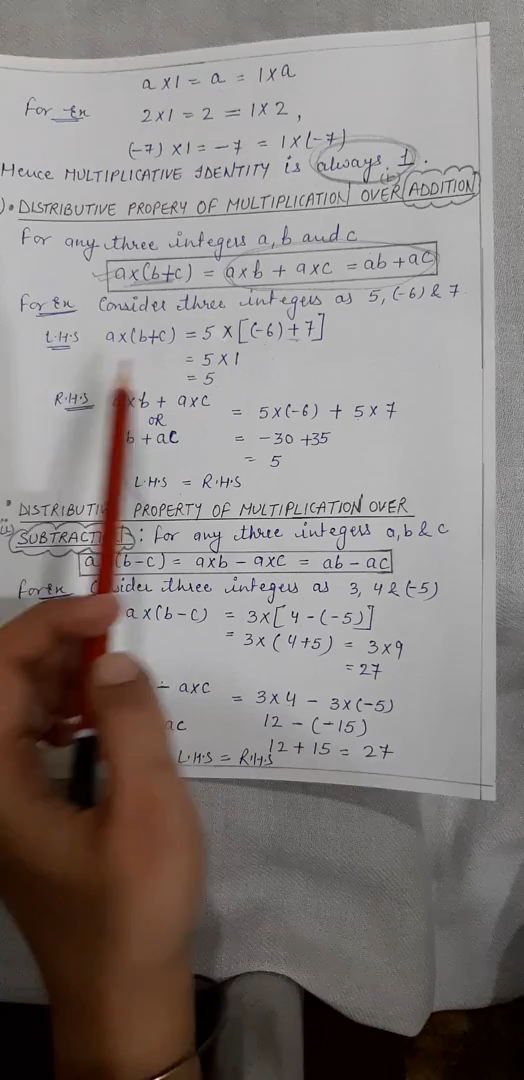 a x 1 = a = 1 x a
For Ex 2 x 1 = 2 = 1 x 2,
(-7) x 1 = -7 = 1 x (-7)
Hence MULTIPLICATIVE IDENTITY is always 1.
(i)
• DISTRIBUTIVE PROPERY OF MULTIPLICATION OVER ADDITION
For any three integers a, b and c
a x (b+c) = a x b + a x c = ab + ac
For Ex Consider three integers as 5, (-6) & 7
L.H.S a x (b+c) = 5 x [(-6) + 7]
= 5 x 1
= 5
R.H.S a x b + a x c = 5 x (-6) + 5 x 7
OR
b + ac = -30 + 35
= 5
L.H.S = R.H.S
• DISTRIBUTI PROPERTY OF MULTIPLICATION OVER
(ii) SUBTRACTI : For any three integers a, b & c
a (b-c) = a x b - a x c = ab - ac
For Ex three integers as 3, 4 & (-5)
a x (b-c) = 3 x [4 - (-5)]
= 3 x (4+5) = 3 x 9
= 27
- a x c = 3 x 4 - 3 x (-5)
ac 12 - (-15)
12 + 15 = 27
L.H.S = R.H.S